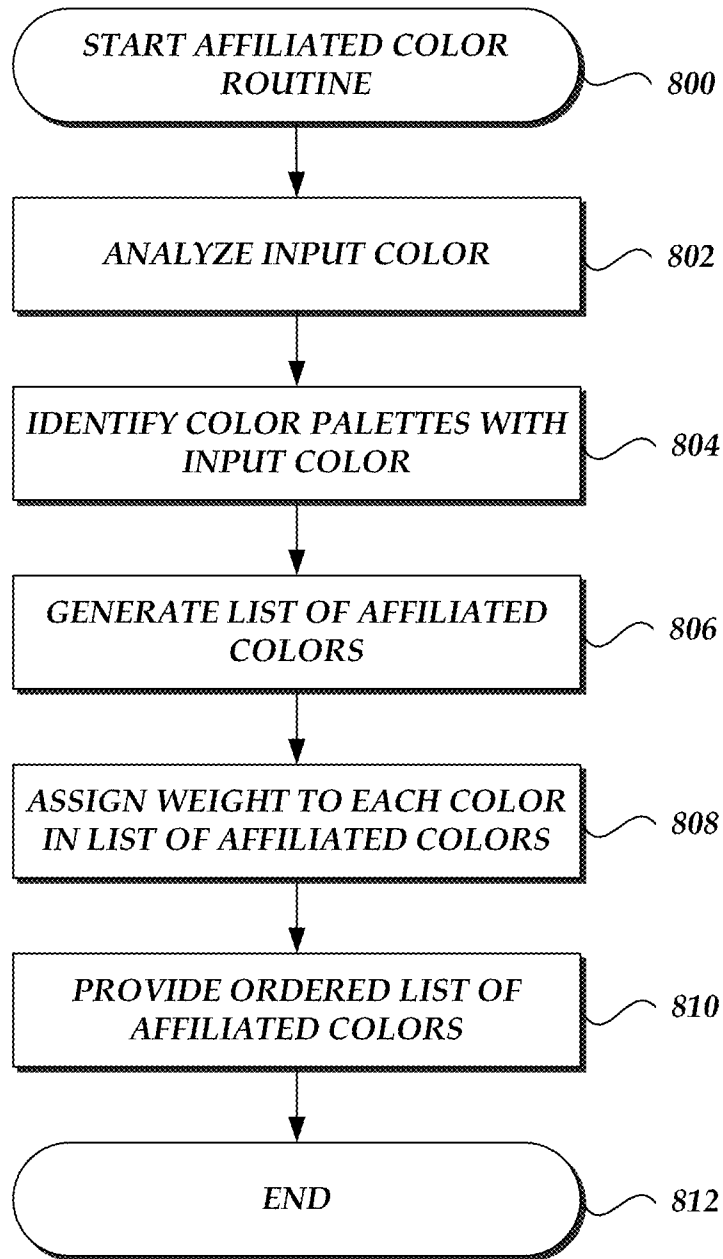 START AFFILIATED COLOR
ROUTINE
800
ANALYZE INPUT COLOR
802
IDENTIFY COLOR PALETTES WITH
INPUT COLOR
804
GENERATE LIST OF AFFILIATED
COLORS
806
ASSIGN WEIGHT TO EACH COLOR
IN LIST OF AFFILIATED COLORS
808
PROVIDE ORDERED LIST OF
AFFILIATED COLORS
810
END
812